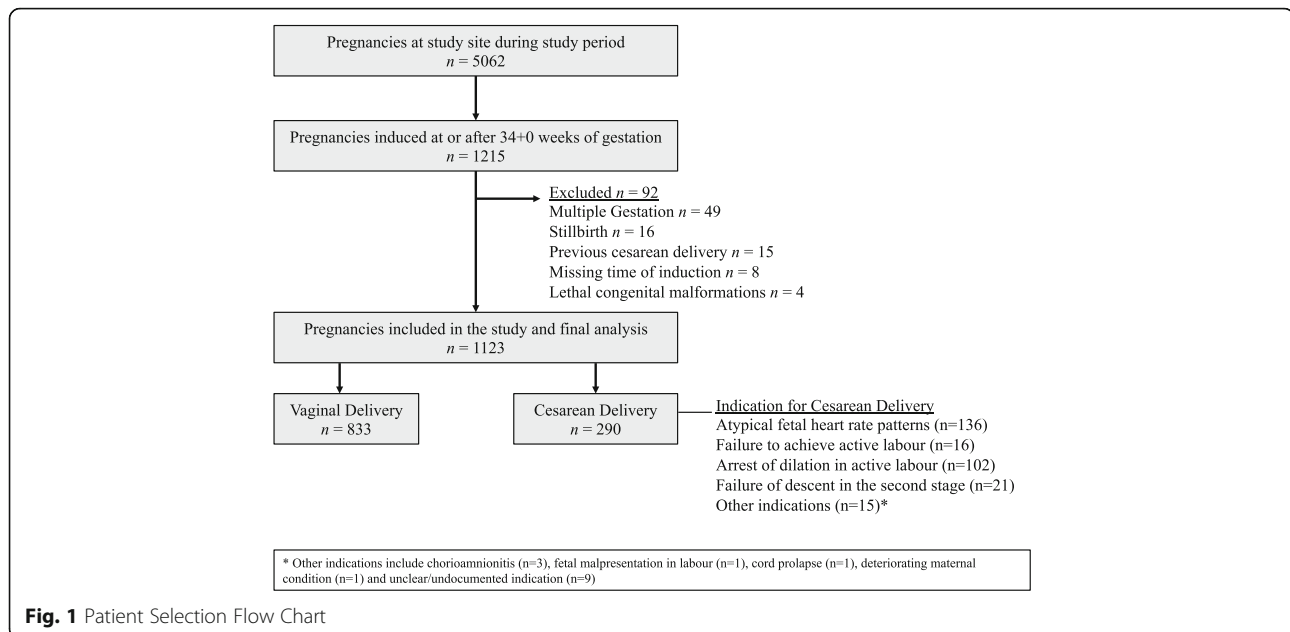 Pregnancies at study site during study period
n = 5062
Pregnancies induced at or after 34+0 weeks of gestation
n = 1215
Excluded n = 92
Multiple Gestation n = 49
Stillbirth n = 16
Previous cesarean delivery n = 15
Missing time of induction n = 8
Lethal congenital malformations n = 4
Pregnancies included in the study and final analysis
n = 1123
Vaginal Delivery
n = 833
Cesarean Delivery
n = 290
Indication for Cesarean Delivery
Atypical fetal heart rate patterns (n=136)
Failure to achieve active labour (n=16)
Arrest of dilation in active labour (n=102)
Failure of descent in the second stage (n=21)
Other indications (n=15)*
* Other indications include chorioamnionitis (n=3), fetal malpresentation in labour (n=1), cord prolapse (n=1), deteriorating maternal
condition (n=1) and unclear/undocumented indication (n=9)
Fig. 1 Patient Selection Flow Chart